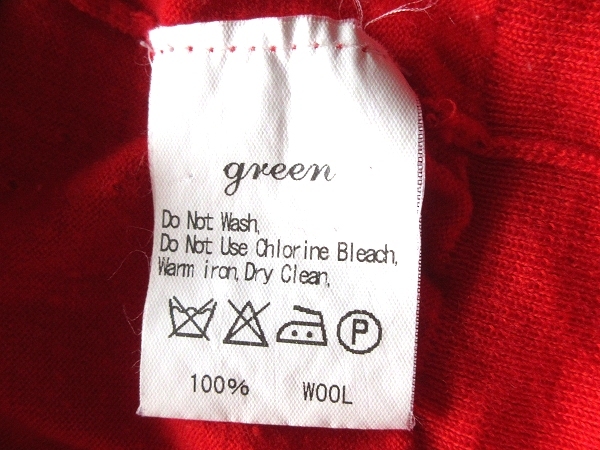 green
Do Not Wash,
Do Not Use Chlorine Bleach,
Warm iron,Dry Clean,
P
100% WOOL